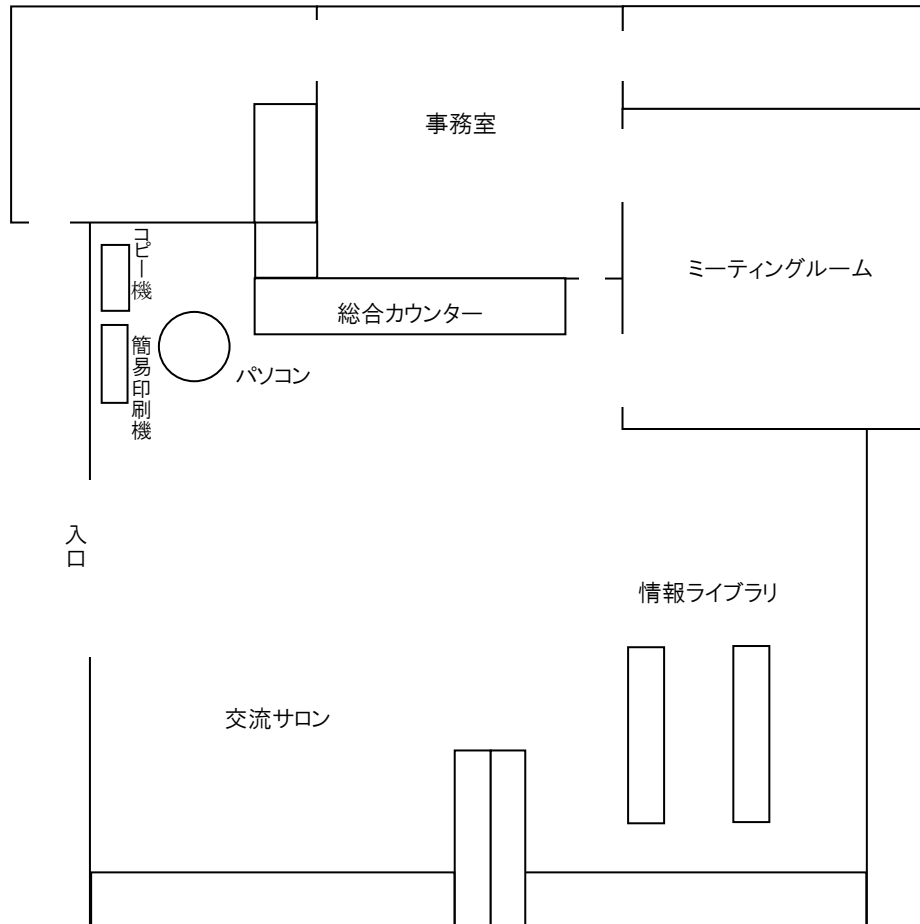 事務室
コピー機
ミーティングルーム
総合カウンター
簡易印刷機
パソコン
入口
情報ライブラリ
交流サロン